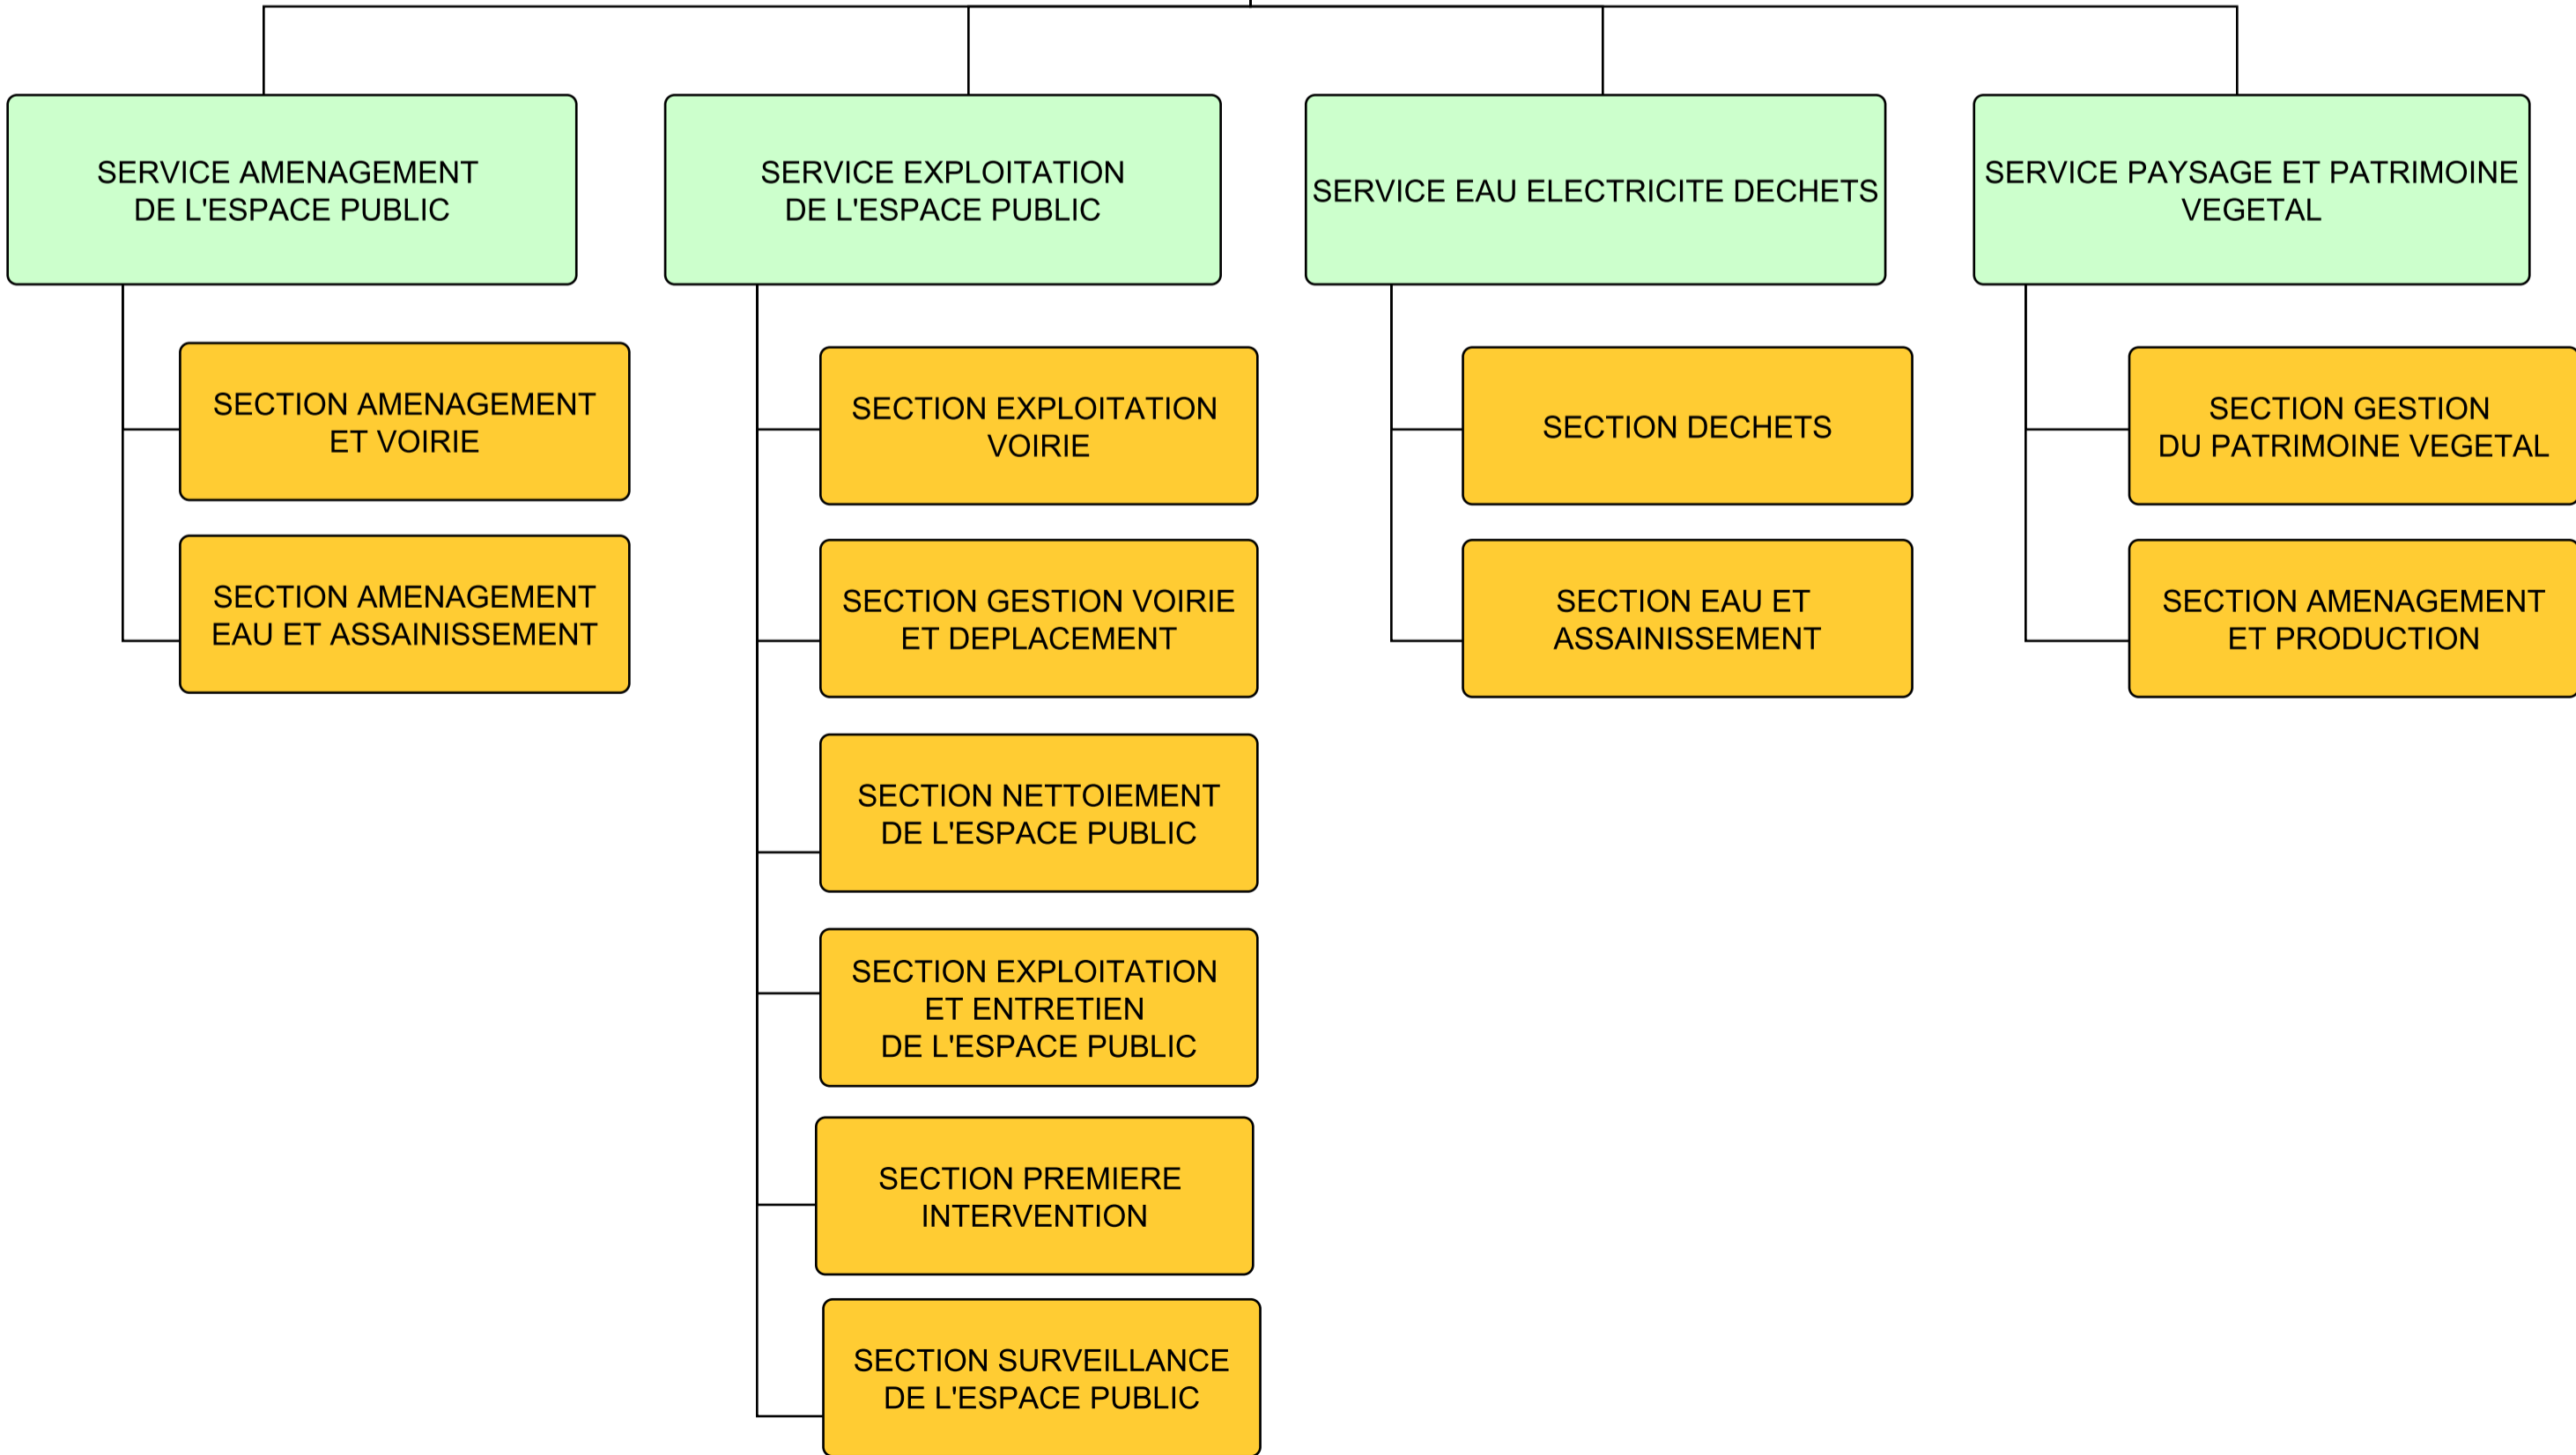 SERVICE AMENAGEMENT
DE L'ESPACE PUBLIC
SERVICE EXPLOITATION
DE L'ESPACE PUBLIC
SERVICE EAU ELECTRICITE DECHETS
SERVICE PAYSAGE ET PATRIMOINE
VEGETAL
SECTION AMENAGEMENT
ET VOIRIE
SECTION AMENAGEMENT
EAU ET ASSAINISSEMENT
SECTION EXPLOITATION
VOIRIE
SECTION GESTION VOIRIE
ET DEPLACEMENT
SECTION NETTOIEMENT
DE L'ESPACE PUBLIC
SECTION EXPLOITATION
ET ENTRETIEN
DE L'ESPACE PUBLIC
SECTION PREMIERE
INTERVENTION
SECTION SURVEILLANCE
DE L'ESPACE PUBLIC
SECTION DECHETS
SECTION EAU ET
ASSAINISSEMENT
SECTION GESTION
DU PATRIMOINE VEGETAL
SECTION AMENAGEMENT
ET PRODUCTION